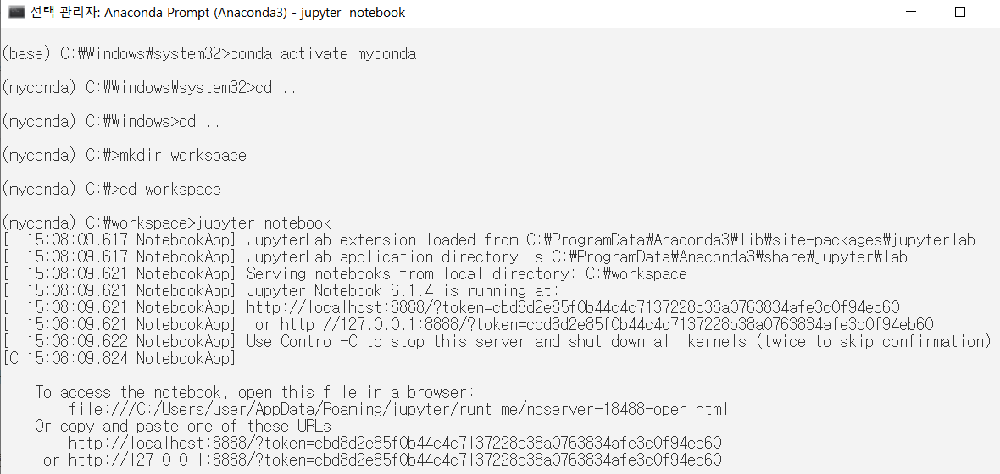 선택 관리자: Anaconda Prompt (Anaconda3) - jupyter  notebook
(base) C:₩Windows₩system32>conda activate myconda
(myconda) C:₩Windows₩system32>cd ..
(myconda) C:₩Windows>cd ..
(myconda) C:₩>mkdir workspace
(myconda) C:₩>cd workspace
(myconda) C:₩workspace>jupyter notebook
[I 15:08:09.617 NotebookApp] JupyterLab extension loaded from C:₩ProgramData₩Anaconda3₩lib₩site-packages₩jupyterlab
[I 15:08:09.617 NotebookApp] JupyterLab application directory is C:₩ProgramData₩Anaconda3₩share₩jupyter₩lab
[I 15:08:09.621 NotebookApp] Serving notebooks from local directory: C:₩workspace
[I 15:08:09.621 NotebookApp] Jupyter Notebook 6.1.4 is running at:
[I 15:08:09.621 NotebookApp] http://localhost:8888/?token=cbd8d2e85f0b44c4c7137228b38a0763834afe3c0f94eb60
[I 15:08:09.621 NotebookApp]  or http://127.0.0.1:8888/?token=cbd8d2e85f0b44c4c7137228b38a0763834afe3c0f94eb60
[I 15:08:09.622 NotebookApp] Use Control-C to stop this server and shut down all kernels (twice to skip confirmation).
[C 15:08:09.824 NotebookApp]
To access the notebook, open this file in a browser:
file:///C:/Users/user/AppData/Roaming/jupyter/runtime/nbserver-18488-open.html
Or copy and paste one of these URLs:
http://localhost:8888/?token=cbd8d2e85f0b44c4c7137228b38a0763834afe3c0f94eb60
or http://127.0.0.1:8888/?token=cbd8d2e85f0b44c4c7137228b38a0763834afe3c0f94eb60